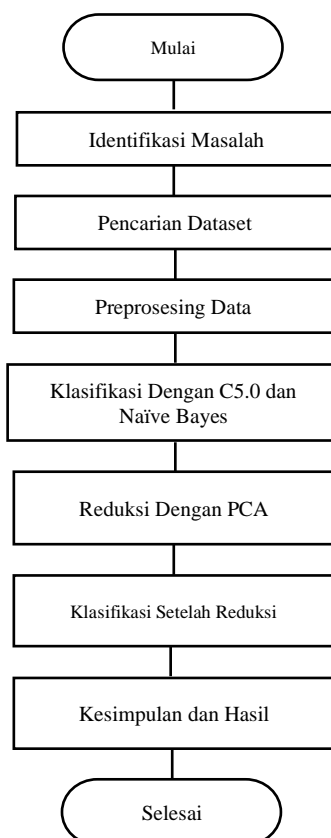 Mulai
Identifikasi Masalah
Pencarian Dataset
Preprosesing Data
Klasifikasi Dengan C5.0 dan
Naïve Bayes
Reduksi Dengan PCA
Klasifikasi Setelah Reduksi
Kesimpulan dan Hasil
Selesai